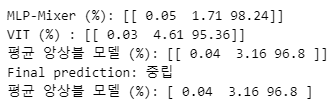 MLP-Mixer (%): [[ 0.05  1.71 98.24]]
VIT (%) : [[ 0.03  4.61 95.36]]
평균 앙상블 모델 (%): [[ 0.04  3.16 96.8 ]]
Final prediction: 중립
평균 앙상블 모델 (%): [ 0.04  3.16 96.8 ]